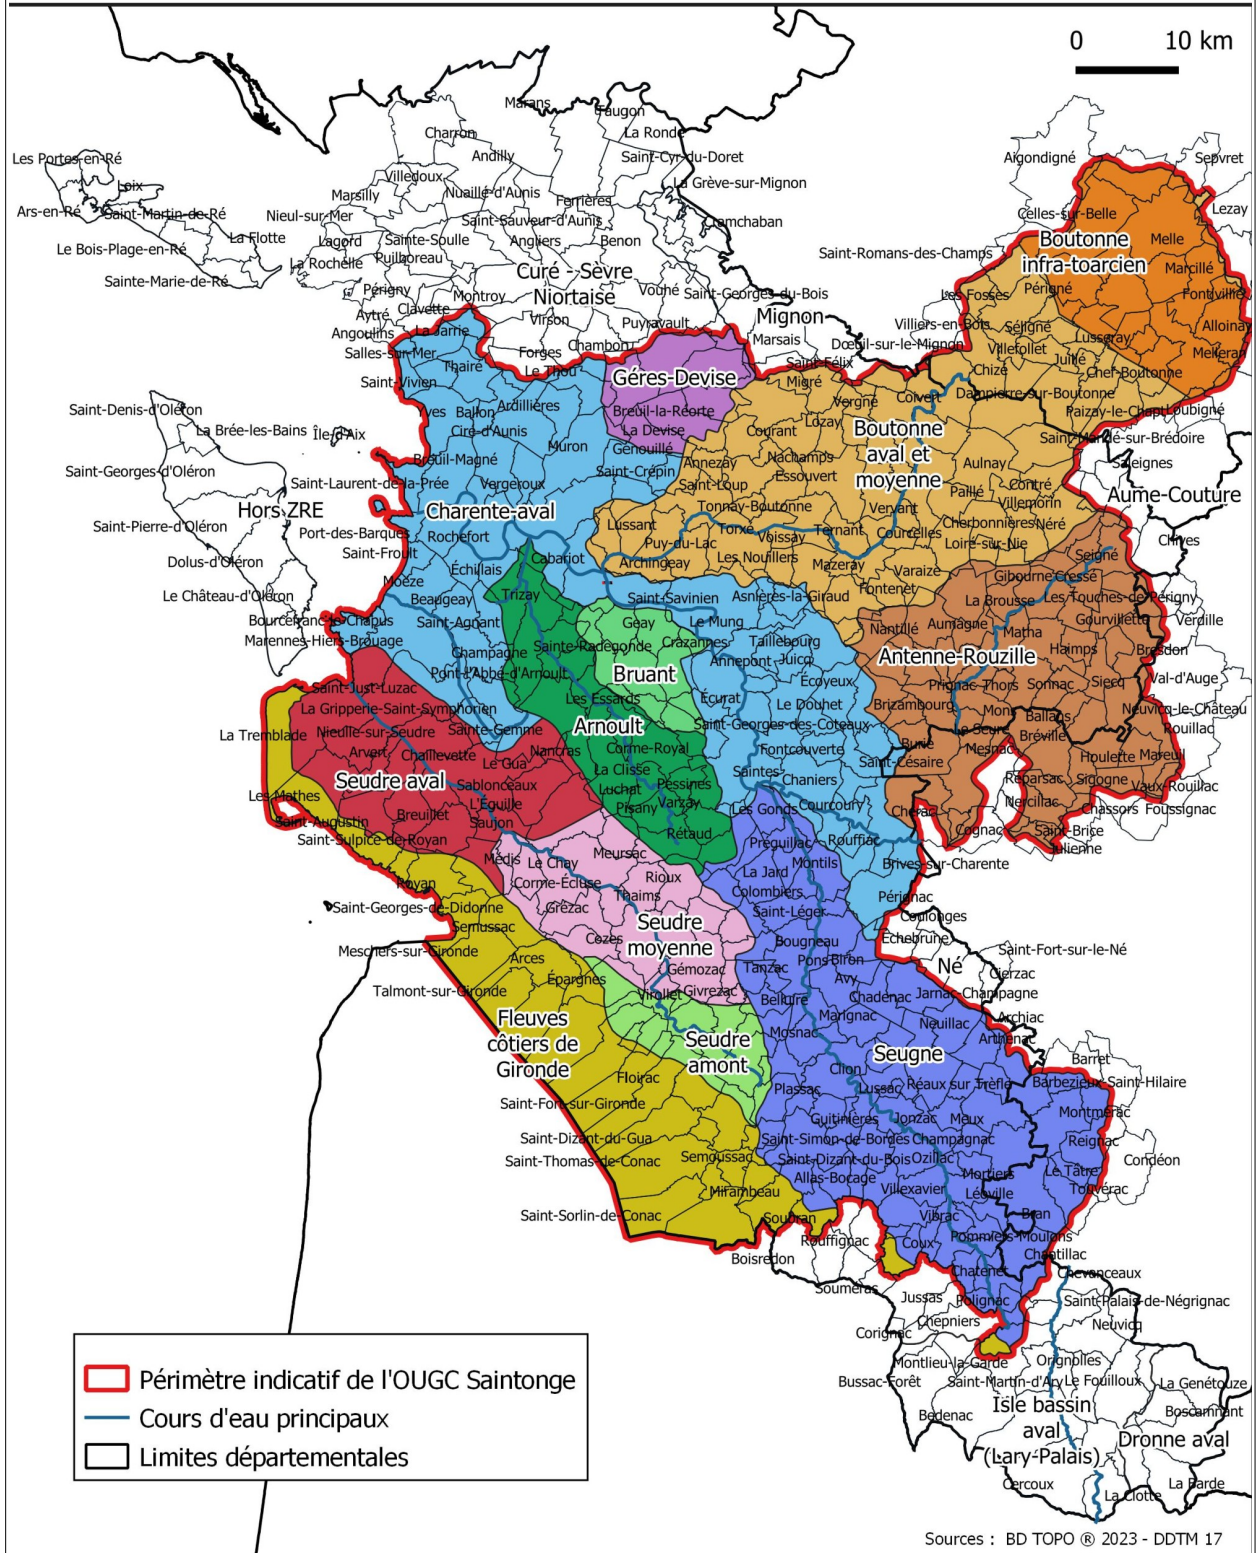 0 10 km
Marans
Taugon
Charron
La Ronde
Andilly
Saint-Cyr-du-Doret
Les Portes-en-Ré
Loix
Villedoux
La Grève-sur-Mignon
Aigondigné
Sepvret
Marsilly
Nuaillé-d'Aunis
Ferrières
Ars-en-Ré
Saint-Martin-de-Ré
Nieul-sur-Mer
Saint-Sauveur-d'Aunis
Cramchaban
Celles-sur-Belle
Lezay
La Flotte
Lagord
Sainte-Soulle
Angliers
Benon
Boutonne
infra-toarcien
Melle
Le Bois-Plage-en-Ré
La Rochelle
Puilboreau
Saint-Romans-des-Champs
Marcillé
Sainte-Marie-de-Ré
Curé - Sèvre
Niortaise
Périgny
Montroy
Vouhé
Saint-Georges-du-Bois
Les Fosses
Périgné
Fontivillié
Aytré
Clavette
Virson
Puyravault
Mignon
Villiers-en-Bois
Séligné
Alloinay
Angoulins
La Jarrie
Chambon
Marsais
Dœuil-sur-le-Mignon
Villefollet
Lusseray
Melleran
Salles-sur-Mer
Forges
Thairé
Le Thou
Saint-Félix
Juillé
Chizé
Chef-Boutonne
Saint-Vivien
Géres-Devise
Migré
Dampierre-sur-Boutonne
Yves
Ballon
Ardillières
Breuil-la-Réorte
Vergné
Coivert
Paizay-le-Chapt
Loubigné
Saint-Denis-d'Oléron
La Brée-les-Bains
Île-d'Aix
Ciré-d'Aunis
La Devise
Courant
Lozay
Boutonne
aval et
moyenne
Saint-Mandé-sur-Brédoire
Breuil-Magné
Muron
Genouillé
Nachamps
Aulnay
Saleignes
Saint-Georges-d'Oléron
Saint-Laurent-de-la-Prée
Vergeroux
Saint-Crépin
Annezay
Essouvert
Saint-Loup
Paillé
Contré
Villemorin
Aume-Couture
Hors ZRE
Charente-aval
Tonnay-Boutonne
Vervant
Saint-Pierre-d'Oléron
Port-des-Barques
Lussant
Torxé
Ternant
Cherbonnières
Néré
Rochefort
Voissay
Courcelles
Chives
Saint-Froult
Puy-du-Lac
Les Nouillers
Loire-sur-Nie
Seigné
Dolus-d'Oléron
Échillais
Cabariot
Archingeay
Mazeray
Varaize
Gibourne
Cressé
Moëze
Fontenet
Le Château-d'Oléron
Beaugeay
Trizay
Saint-Savinien
Asnières-la-Giraud
La Brousse
Les Touches-de-Périgny
Bourcefranc-le-Chapus
Saint-Agnant
Geay
Le Mung
Nantillé
Aumagne
Matha
Gourvillette
Verdille
Marennes-Hiers-Brouage
Sainte-Radegonde
Crazannes
Taillebourg
Champagne
Annepont
Juicq
Antenne-Rouzille
Haimps
Bresdon
Pont-l'Abbé-d'Arnoult
Bruant
Écoyeux
Val-d'Auge
Saint-Just-Luzac
Les Essards
Écurat
Le Douhet
Prignac
Thors
Sonnac
Siecq
La Gripperie-Saint-Symphorien
Brizambourg
Mons
Neuvicq-le-Château
La Tremblade
Nieulle-sur-Seudre
Sainte-Gemme
Arnoult
Saint-Georges-des-Coteaux
Le Seure
Ballans
Rouillac
Arvert
Chaillevette
Nancras
Corme-Royal
Fontcouverte
Burie
Mesnac
Bréville
Le Gua
La Clisse
Saint-Césaire
Houlette
Mareuil
Seudre aval
Sablonceaux
Luchat
Pessines
Saintes
Chaniers
Réparsac
Sigogne
Vaux-Rouillac
Les Mathes
L'Éguille
Pisany
Varzay
Les Gonds
Courcoury
Chérac
Nercillac
Chassors
Foussignac
Saint-Augustin
Breuillet
Saujon
Cognac
Saint-Brice
Saint-Sulpice-de-Royan
Rétaud
Préguillac
Rouffiac
Julienne
Médis
Le Chay
Meursac
La Jard
Montils
Brives-sur-Charente
Royan
Corme-Écluse
Rioux
Colombiers
Thaims
Pérignac
Saint-Georges-de-Didonne
Grézac
Saint-Léger
Coulonges
Semussac
Seudre
moyenne
Échebrune
Meschers-sur-Gironde
Cozes
Bougneau
Saint-Fort-sur-le-Né
Arces
Pons
Biron
Né
Épargnes
Gémozac
Tanzac
Avy
Cierzac
Talmont-sur-Gironde
Virollet
Givrezac
Belluire
Chadenac
Jarnac-Champagne
Fleuves
côtiers de
Gironde
Marignac
Neuillac
Archiac
Seudre
amont
Mosnac
Arthenac
Seugne
Barret
Floirac
Clion
Plassac
Lussac
Réaux sur Trèfle
Barbezieux-Saint-Hilaire
Saint-Fort-sur-Gironde
Guitinières
Jonzac
Meux
Montmérac
Saint-Dizant-du-Gua
Saint-Simon-de-Bordes
Champagnac
Reignac
Saint-Thomas-de-Conac
Semoussac
Saint-Dizant-du-Bois
Ozillac
Condéon
Allas-Bocage
Mortiers
Le Tâtre
Mirambeau
Villexavier
Léoville
Touvérac
Saint-Sorlin-de-Conac
Soubran
Vibrac
Bran
Rouffignac
Coux
Pommiers-Moulons
Boisredon
Chantillac
Souméras
Chatenet
Chevanceaux
Jussas
Polignac
Saint-Palais-de-Négrignac
Corignac
Chepniers
Neuvicq
Montlieu-la-Garde
Orignolles
Bussac-Forêt
Saint-Martin-d'Ary
Le Fouilloux
La Genétouze
Bedenac
Isle bassin
aval
(Lary-Palais)
Boscamnant
Dronne aval
Cercoux
La Clotte
La Barde
Périmètre indicatif de l'OUGC Saintonge
Cours d'eau principaux
Limites départementales
Sources : BD TOPO ® 2023 - DDTM 17